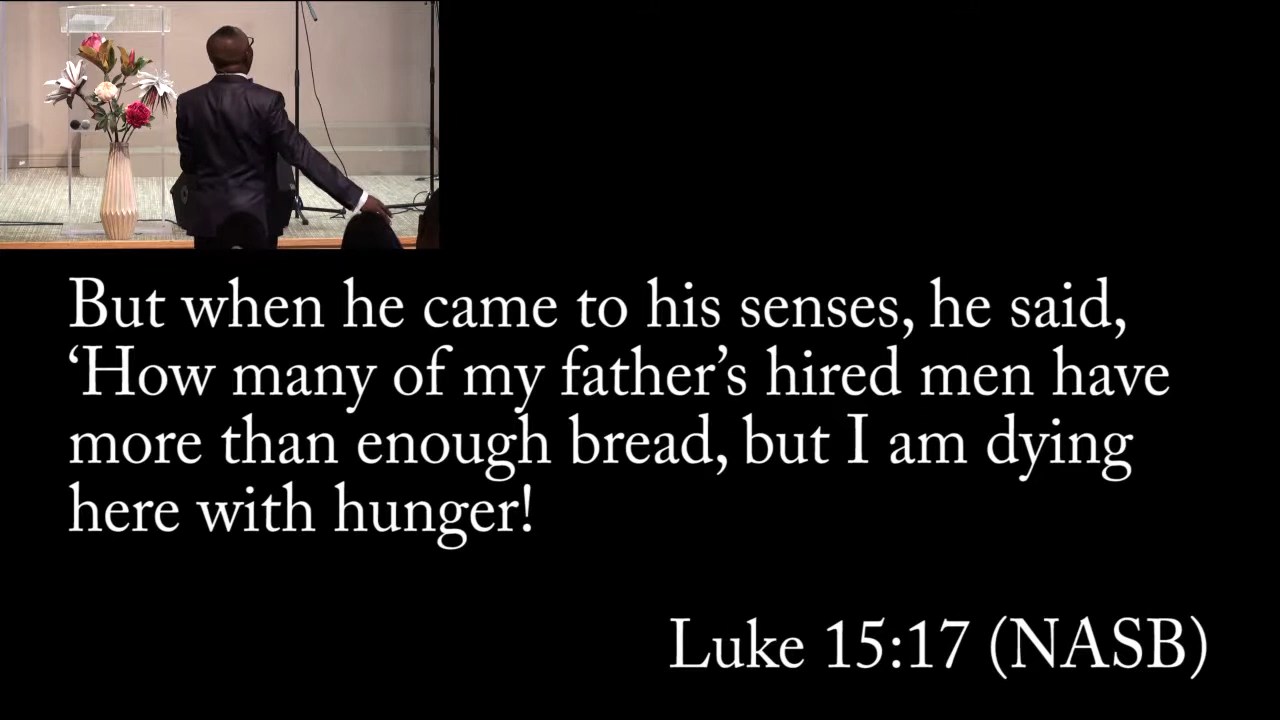 But when he came to his senses, he said,
‘How many of my father’s hired men have
more than enough bread, but I am dying
here with hunger!
Luke 15:17 (NASB)